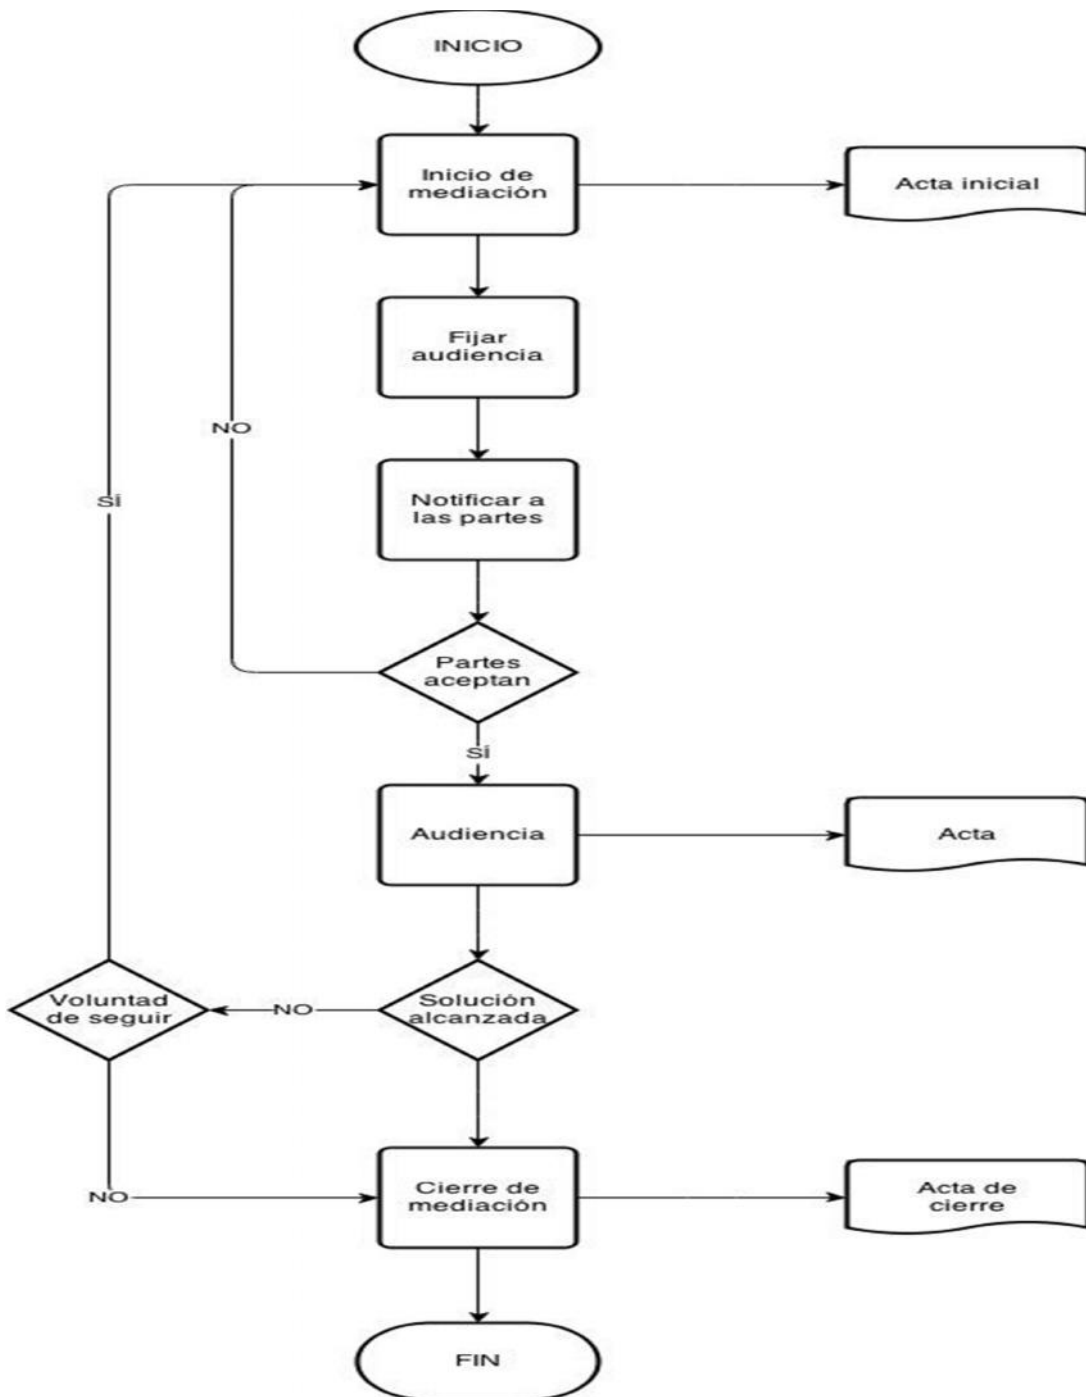 INICIO
Inicio de
mediación
Acta inicial
Fijar
audiencia
NO
SÍ
Notificar a
las partes
Partes
aceptan
SÍ
Audiencia
Acta
Voluntad
de seguir
NO
Solución
alcanzada
NO
Cierre de
mediación
Acta de
cierre
FIN